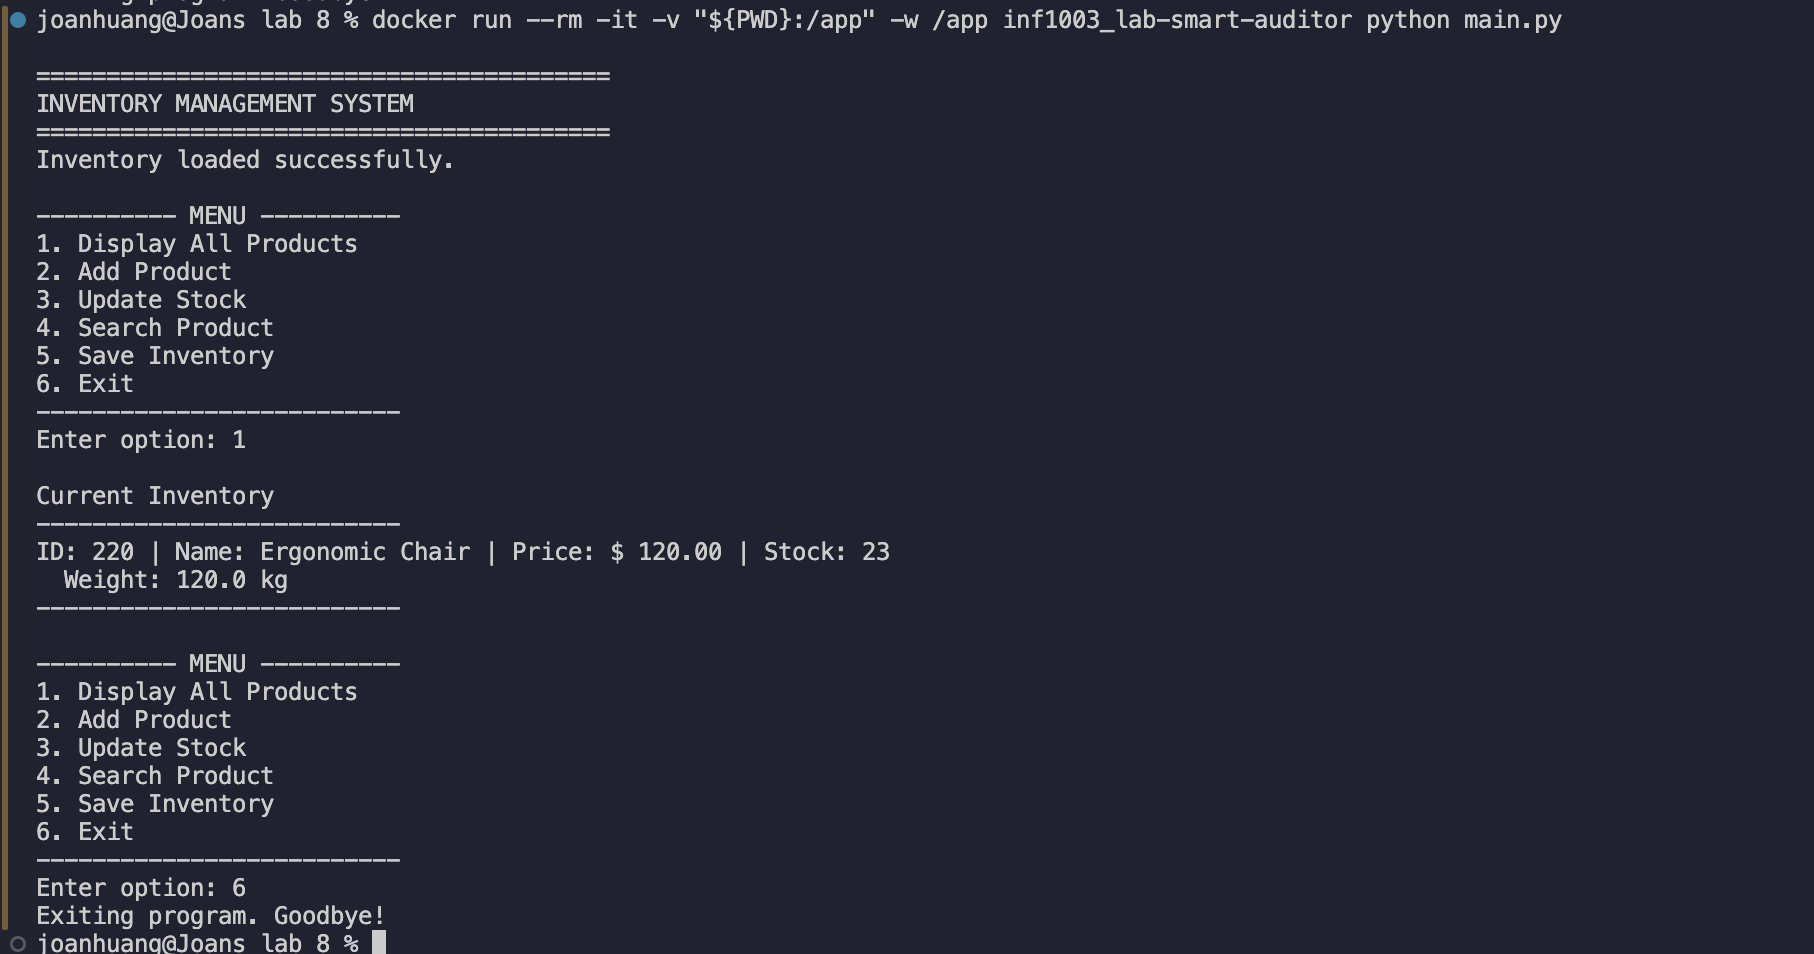 joanhuang@Joans lab 8 % docker run --rm -it -v "${PWD}:/app" -w /app inf1003_lab-smart-auditor python main.py
=========================================
INVENTORY MANAGEMENT SYSTEM
=========================================
Inventory loaded successfully.
---------- MENU ----------
1. Display All Products
2. Add Product
3. Update Stock
4. Search Product
5. Save Inventory
6. Exit
--------------------------
Enter option: 1
Current Inventory
--------------------------
ID: 220 | Name: Ergonomic Chair | Price: $ 120.00 | Stock: 23
  Weight: 120.0 kg
--------------------------
---------- MENU ----------
1. Display All Products
2. Add Product
3. Update Stock
4. Search Product
5. Save Inventory
6. Exit
--------------------------
Enter option: 6
Exiting program. Goodbye!
joanhuang@Joans lab 8 %